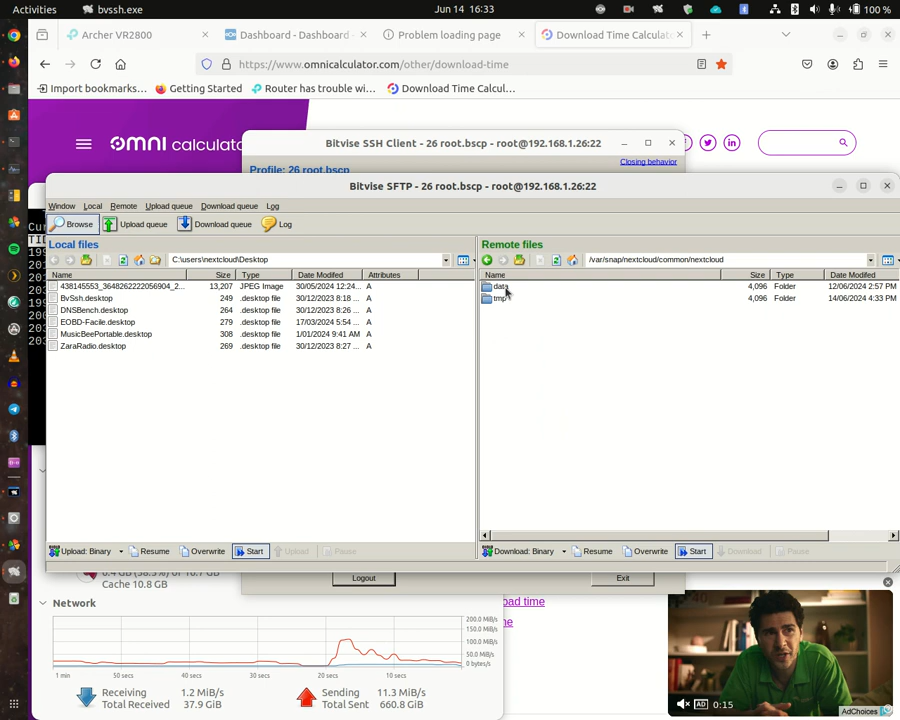 Activities bvssh.exe Jun 14 16:33 100 %
Archer VR2800 Dashboard - Dashboard - Problem loading page Download Time Calculat
https://www.omnicalculator.com/other/download-time
Import bookmarks... Getting Started Router has trouble wi... Download Time Calcul...
OMNI calcula
Bitvise SSH Client - 26 root.bscp - root@192.168.1.26:22
Profile: 26 root.bscp Closing behavior
Bitvise SFTP - 26 root.bscp - root@192.168.1.26:22
Window Local Remote Upload queue Download queue Log
Browse Upload queue Download queue Log
Local files Remote files
C:\users\nextcloud\Desktop /var/snap/nextcloud/common/nextcloud
Name Size Type Date Modifed Attributes Name Size Type Date Modifed
438145553_3648262222056904_2... 13,207 JPEG Image 30/05/2024 12:24... A data 4,096 Folder 12/06/2024 2:57 PM
BvSsh.desktop 249 .desktop file 30/12/2023 8:18 ... A tmp 4,096 Folder 14/06/2024 4:33 PM
DNSBench.desktop 264 .desktop file 30/12/2023 8:26 ... A
EOBD-Facile.desktop 279 .desktop file 17/03/2024 5:54 ... A
MusicBeePortable.desktop 308 .desktop file 1/01/2024 9:41 AM A
ZaraRadio.desktop 269 .desktop file 30/12/2023 8:27 ... A
Upload: Binary Resume Overwrite Start Upload Pause Download: Binary Resume Overwrite Start Download Pause
Logout Exit
Cache 10.8 GB
Network
200.0 MiB/s
150.0 MiB/s
100.0 MiB/s
50.0 MiB/s
0 bytes/s
1 min 50 secs 40 secs 30 secs 20 secs 10 secs
Receiving 1.2 MiB/s Sending 11.3 MiB/s
Total Received 37.9 GiB Total Sent 660.8 GiB
oad time
me
AD 0:15
AdChoices